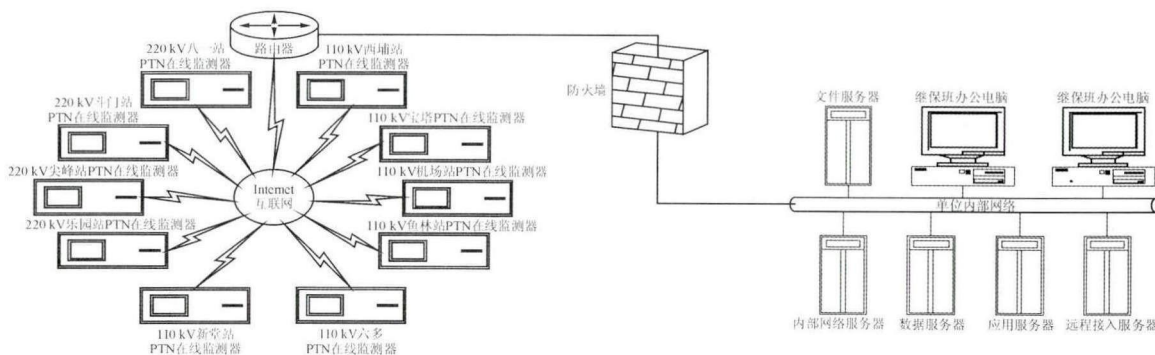 220 kV八一站
PTN在线监测器
路由器
110 kV西埔站
PTN在线监测器
220 kV斗门站
PTN在线监测器
110 kV宝塔PTN在线监测器
220 kV尖峰站PTN在线监测器
110 kV机场站PTN在线监测器
Internet
互联网
220 kV乐园站PTN在线监测器
110 kV鱼林站PTN在线监测器
110 kV新堂站
PTN在线监测器
110 kV六多
PTN在线监测器
防火墙
文件服务器
继保班办公电脑
继保班办公电脑
单位内部网络
内部网络服务器
数据服务器
应用服务器
远程接入服务器